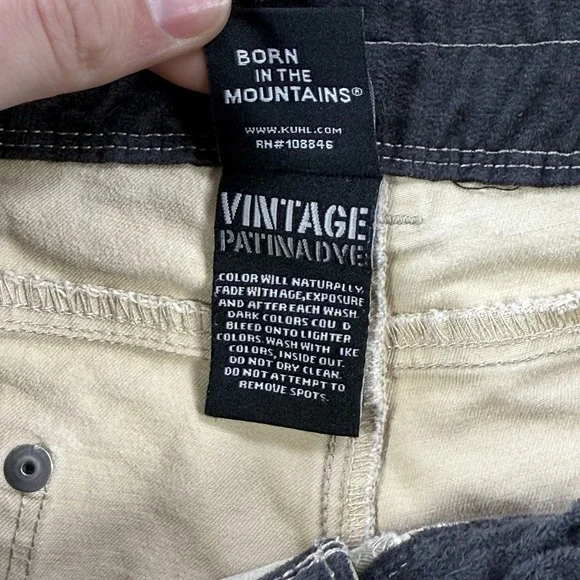 BORN
IN THE
MOUNTAINS®
WWW.KUHL.COM
RN#108846
VINTAGE
PATINADYE
COLOR WILL NATURALLY
FADE WITH AGE, EXPOSURE
AND AFTER EACH WASH.
DARK COLORS COU D
BLEED ONTO LIGHTER
COLORS. WASH WITH IKE
COLORS, INSIDE OUT.
DO NOT DRY CLEAN.
DO NOT ATTEMPT TO
REMOVE SPOTS.